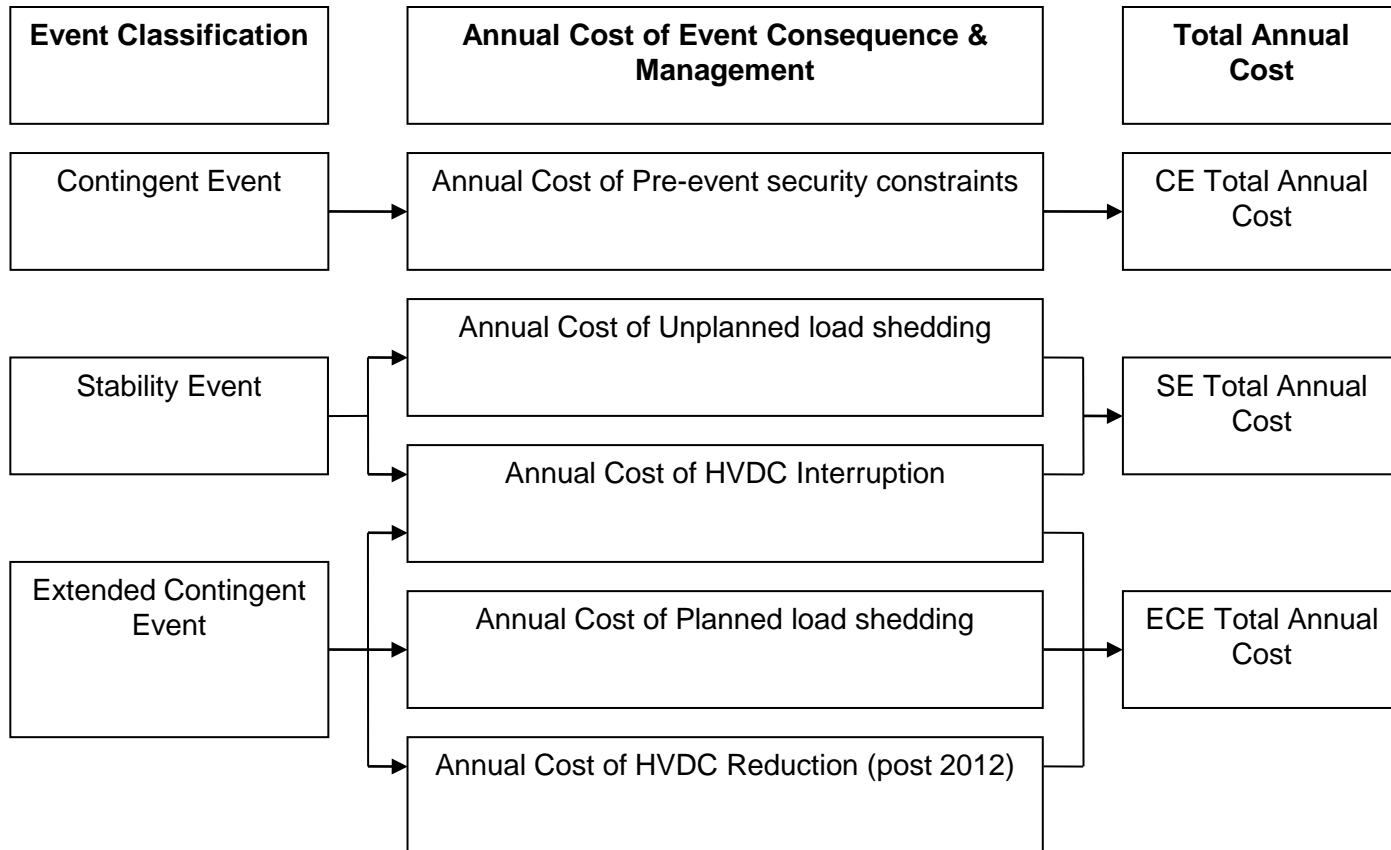 Event Classification
Annual Cost of Event Consequence &
Management
Total Annual
Cost
Contingent Event
Annual Cost of Pre-event security constraints
CE Total Annual
Cost
Stability Event
Annual Cost of Unplanned load shedding
Annual Cost of HVDC Interruption
SE Total Annual
Cost
Extended Contingent
Event
Annual Cost of Planned load shedding
Annual Cost of HVDC Reduction (post 2012)
ECE Total Annual
Cost